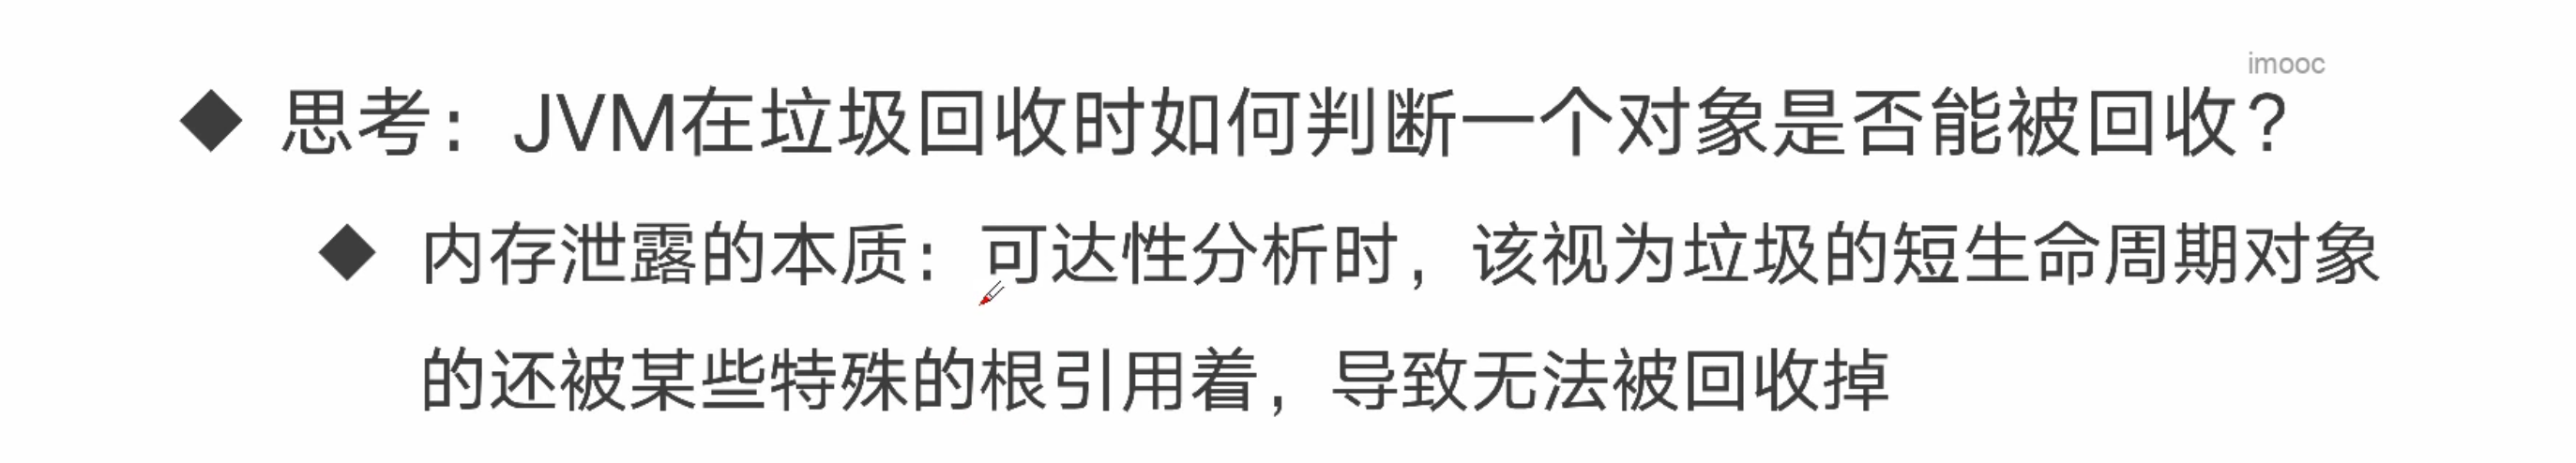 imooc
◆ 思考：JVM在垃圾回收时如何判断一个对象是否能被回收？
◆ 内存泄露的本质：可达性分析时，该视为垃圾的短生命周期对象
的还被某些特殊的根引用着，导致无法被回收掉